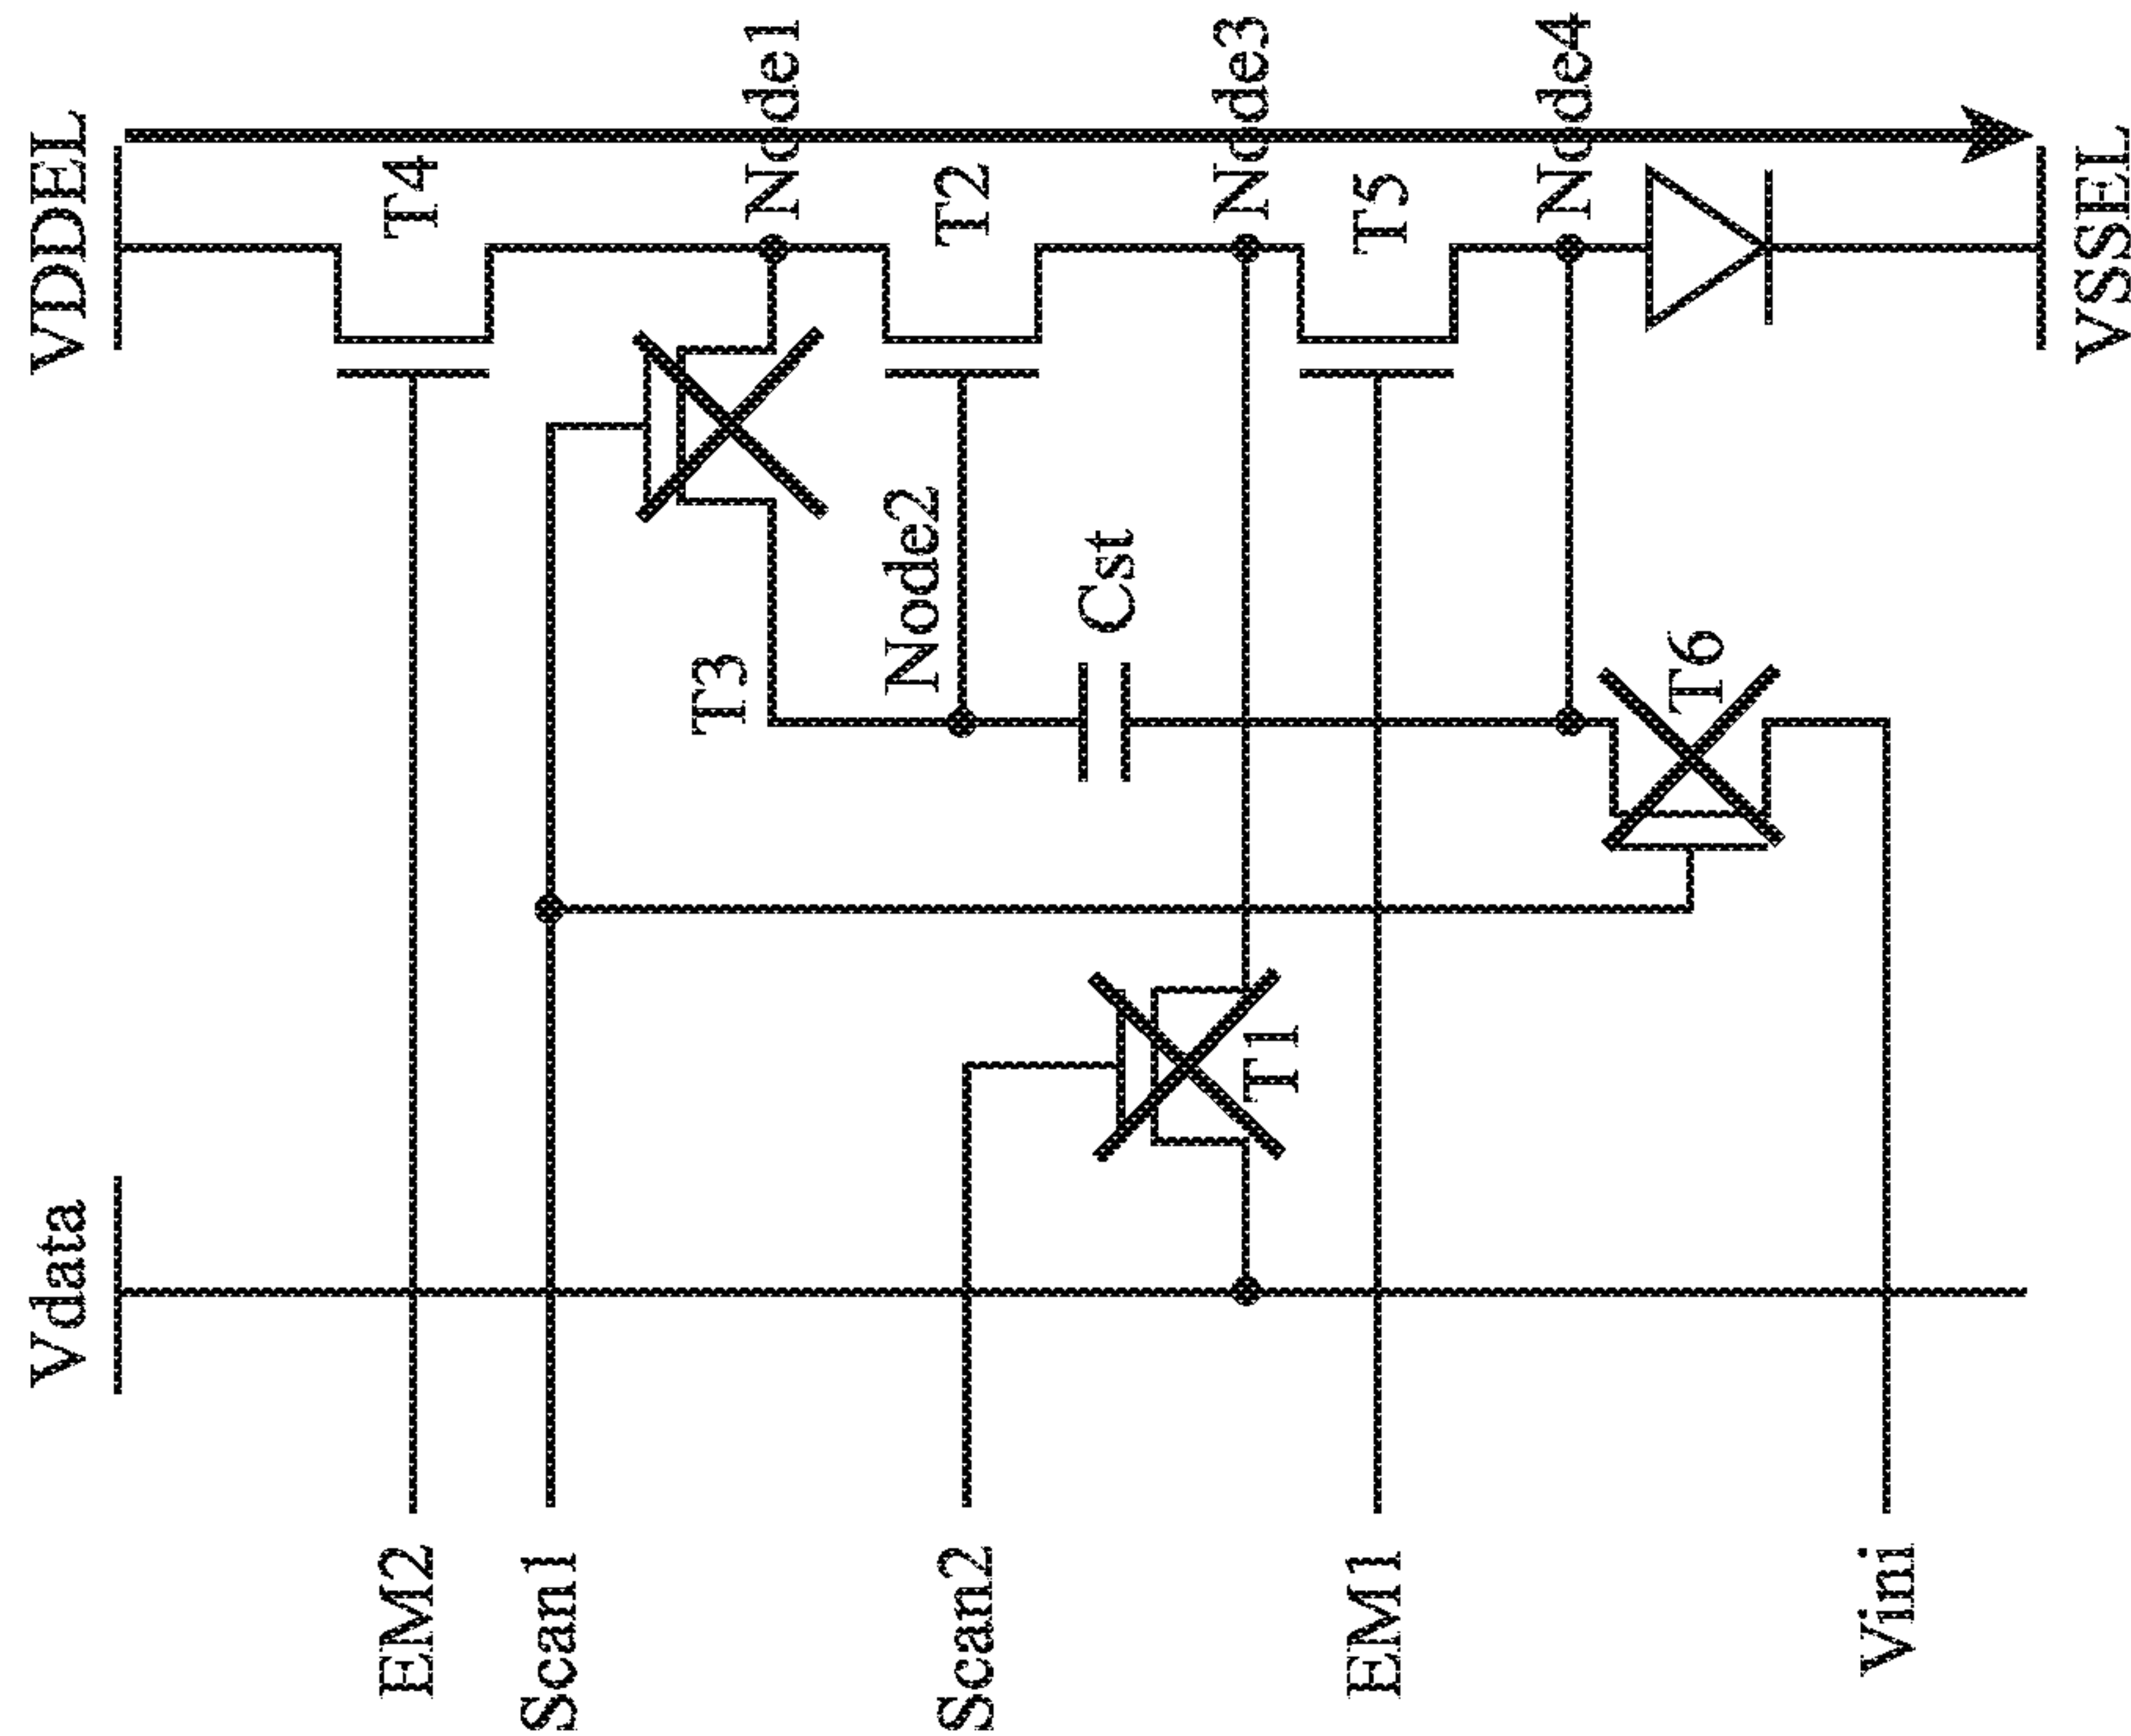 VDDEL
Vdata
T4
Node1
T2
Node3
T5
Node4
VSSEL
T3
Node2
Cst
T6
T1
EM2
Scan1
Scan2
EM1
Vini